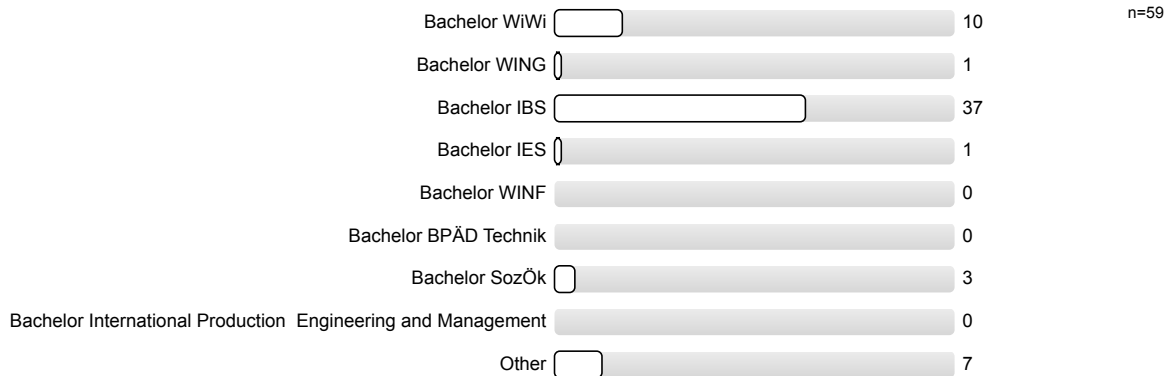 n=59
Bachelor WiWi 10
Bachelor WING 1
Bachelor IBS 37
Bachelor IES 1
Bachelor WINF 0
Bachelor BPÄD Technik 0
Bachelor SozÖk 3
Bachelor International Production Engineering and Management 0
Other 7